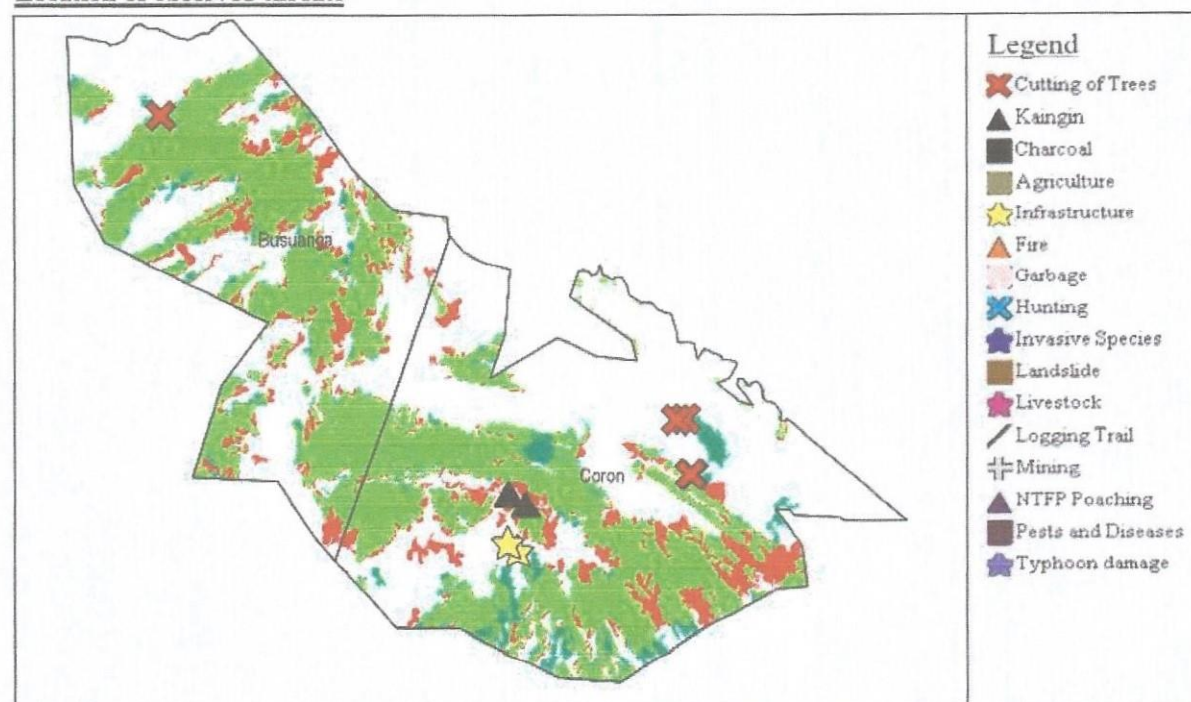 Legend
Cutting of Trees
Kaingin
Charcoal
Agriculture
Infrastructure
Fire
Garbage
Hunting
Invasive Species
Landslide
Livestock
Logging Trail
Mining
NTFP Poaching
Pests and Diseases
Typhoon damage
Busuanga
Coron